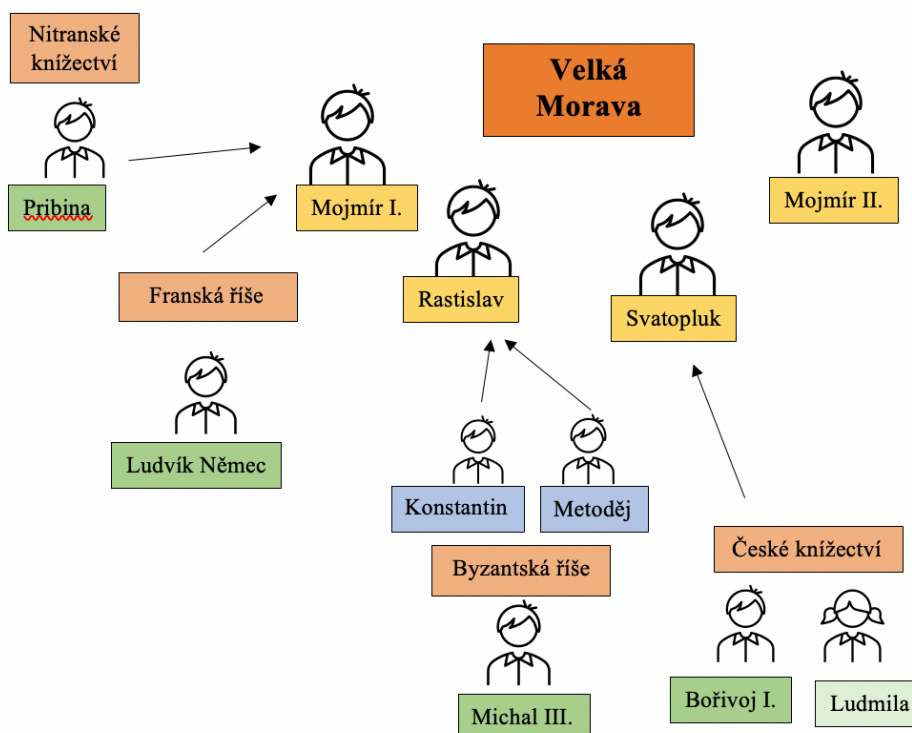 Nitranské
knížectví
Velká
Morava
Pribina
Mojmír I.
Mojmír II.
Rastislav
Franská říše
Svatopluk
Ludvík Němec
Konstantin
Metoděj
České knížectví
Byzantská říše
Michal III.
Bořivoj I.
Ludmila